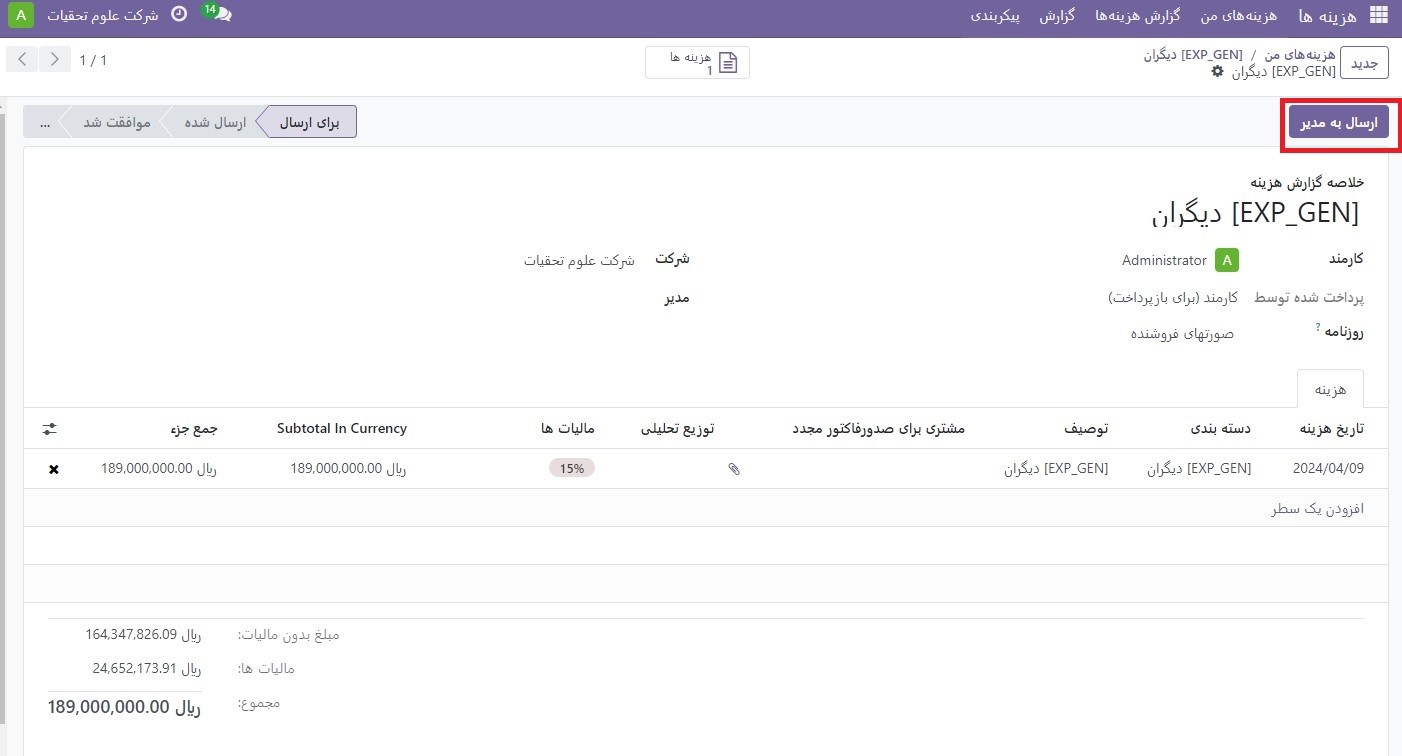 هزینه ها هزینه‌های من گزارش هزینه‌ها گزارش پیکربندی 14 شرکت علوم تحقیات A
جدید هزینه‌های من / [EXP_GEN] دیگران
[EXP_GEN] دیگران
هزینه ها
1
1 / 1
ارسال به مدیر
برای ارسال ارسال شده موافقت شد ...
خلاصه گزارش هزینه
[EXP_GEN] دیگران
کارمند A Administrator
شرکت شرکت علوم تحقیات
پرداخت شده توسط کارمند (برای بازپرداخت)
مدیر
روزنامه ? صورتهای فروشنده
هزینه
تاریخ هزینه دسته بندی توصیف مشتری برای صدورفاکتور مجدد توزیع تحلیلی مالیات ها Subtotal In Currency جمع جزء
2024/04/09 [EXP_GEN] دیگران [EXP_GEN] دیگران 15% ریال 189,000,000.00 ریال 189,000,000.00
افزودن یک سطر
مبلغ بدون مالیات: ریال 164,347,826.09
مالیات ها: ریال 24,652,173.91
مجموع: ریال 189,000,000.00